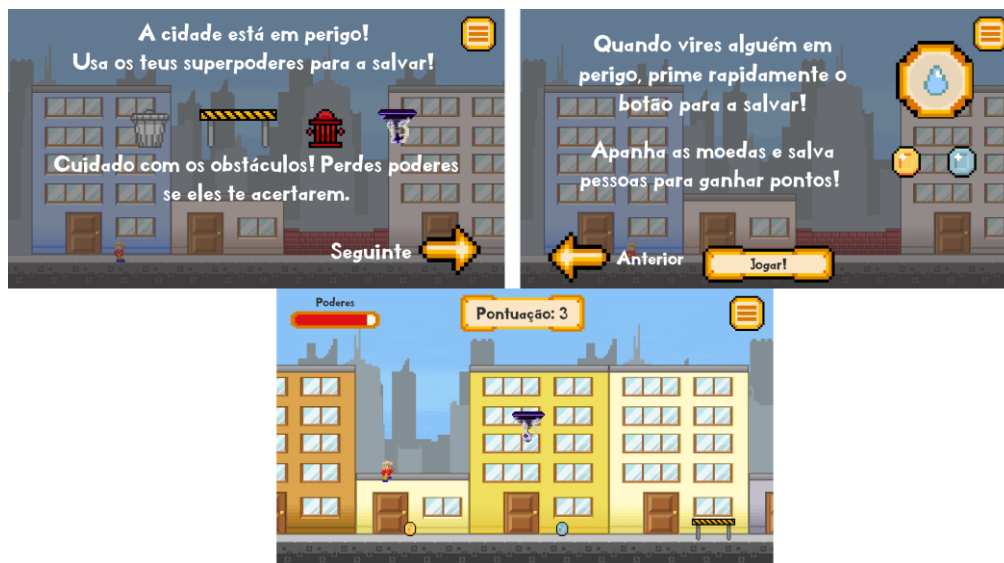 A cidade está em perigo!
Usa os teus superpoderes para a salvar!
Cuidado com os obstáculos! Perdes poderes
se eles te acertarem.
Seguinte
Quando vires alguém em
perigo, prime rapidamente o
botão para a salvar!
Apanha as moedas e salva
pessoas para ganhar pontos!
Anterior
Jogar!
Poderes
Pontuação: 3